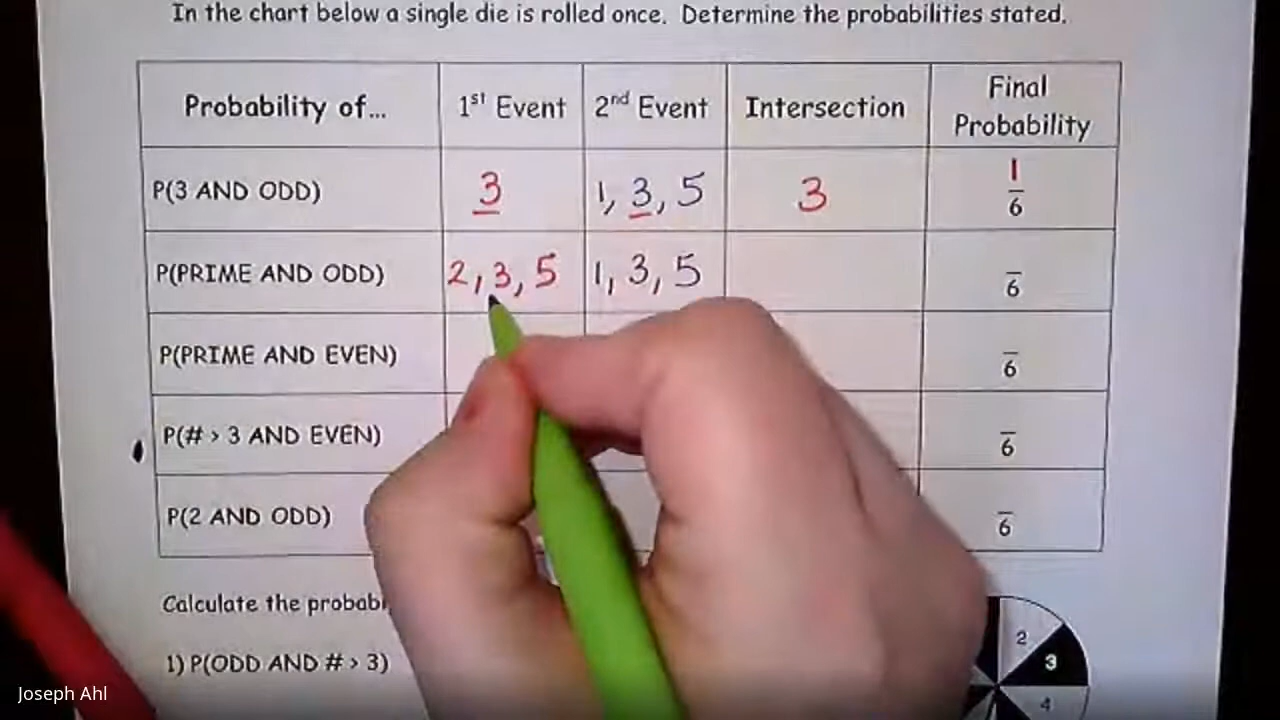 In the chart below a single die is rolled once. Determine the probabilities stated.
Probability of... 1st Event 2nd Event Intersection Final Probability
P(3 AND ODD) 3 1, 3, 5 3 1/6
P(PRIME AND ODD) 2, 3, 5 1, 3, 5 _/6
P(PRIME AND EVEN) _/6
P(# > 3 AND EVEN) _/6
P(2 AND ODD) _/6
Calculate the
1) P(ODD AND # > 3)
2
3
4
Joseph Ahl